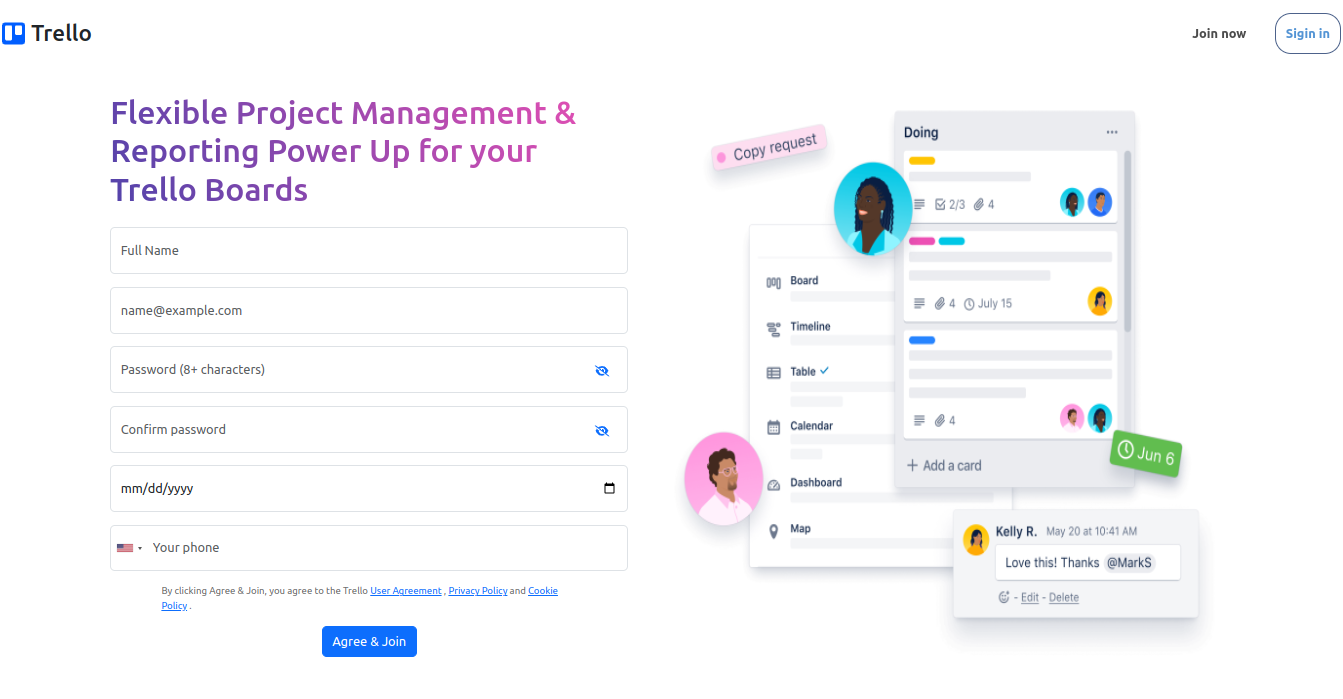 Trello
Join now
Sigin in
Flexible Project Management &
Reporting Power Up for your
Trello Boards
Full Name
name@example.com
Password (8+ characters)
Confirm password
mm/dd/yyyy
Your phone
By clicking Agree & Join, you agree to the Trello User Agreement , Privacy Policy and Cookie
Policy .
Agree & Join
Copy request
Doing
2/3 4
4 July 15
4
Add a card
Jun 6
Board
Timeline
Table
Calendar
Dashboard
Map
Kelly R. May 20 at 10:41 AM
Love this! Thanks @MarkS
- Edit - Delete